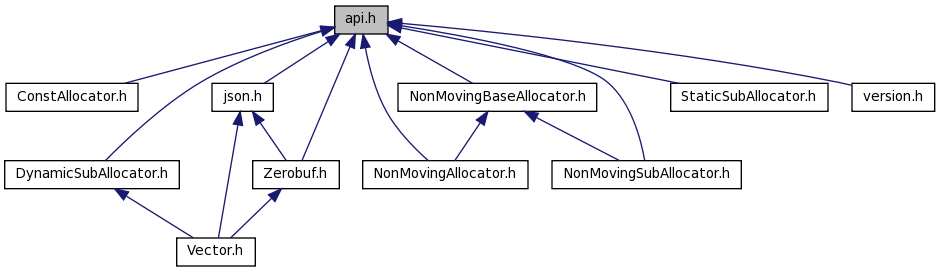 api.h
ConstAllocator.h
json.h
NonMovingBaseAllocator.h
StaticSubAllocator.h
version.h
DynamicSubAllocator.h
Zerobuf.h
NonMovingAllocator.h
NonMovingSubAllocator.h
Vector.h